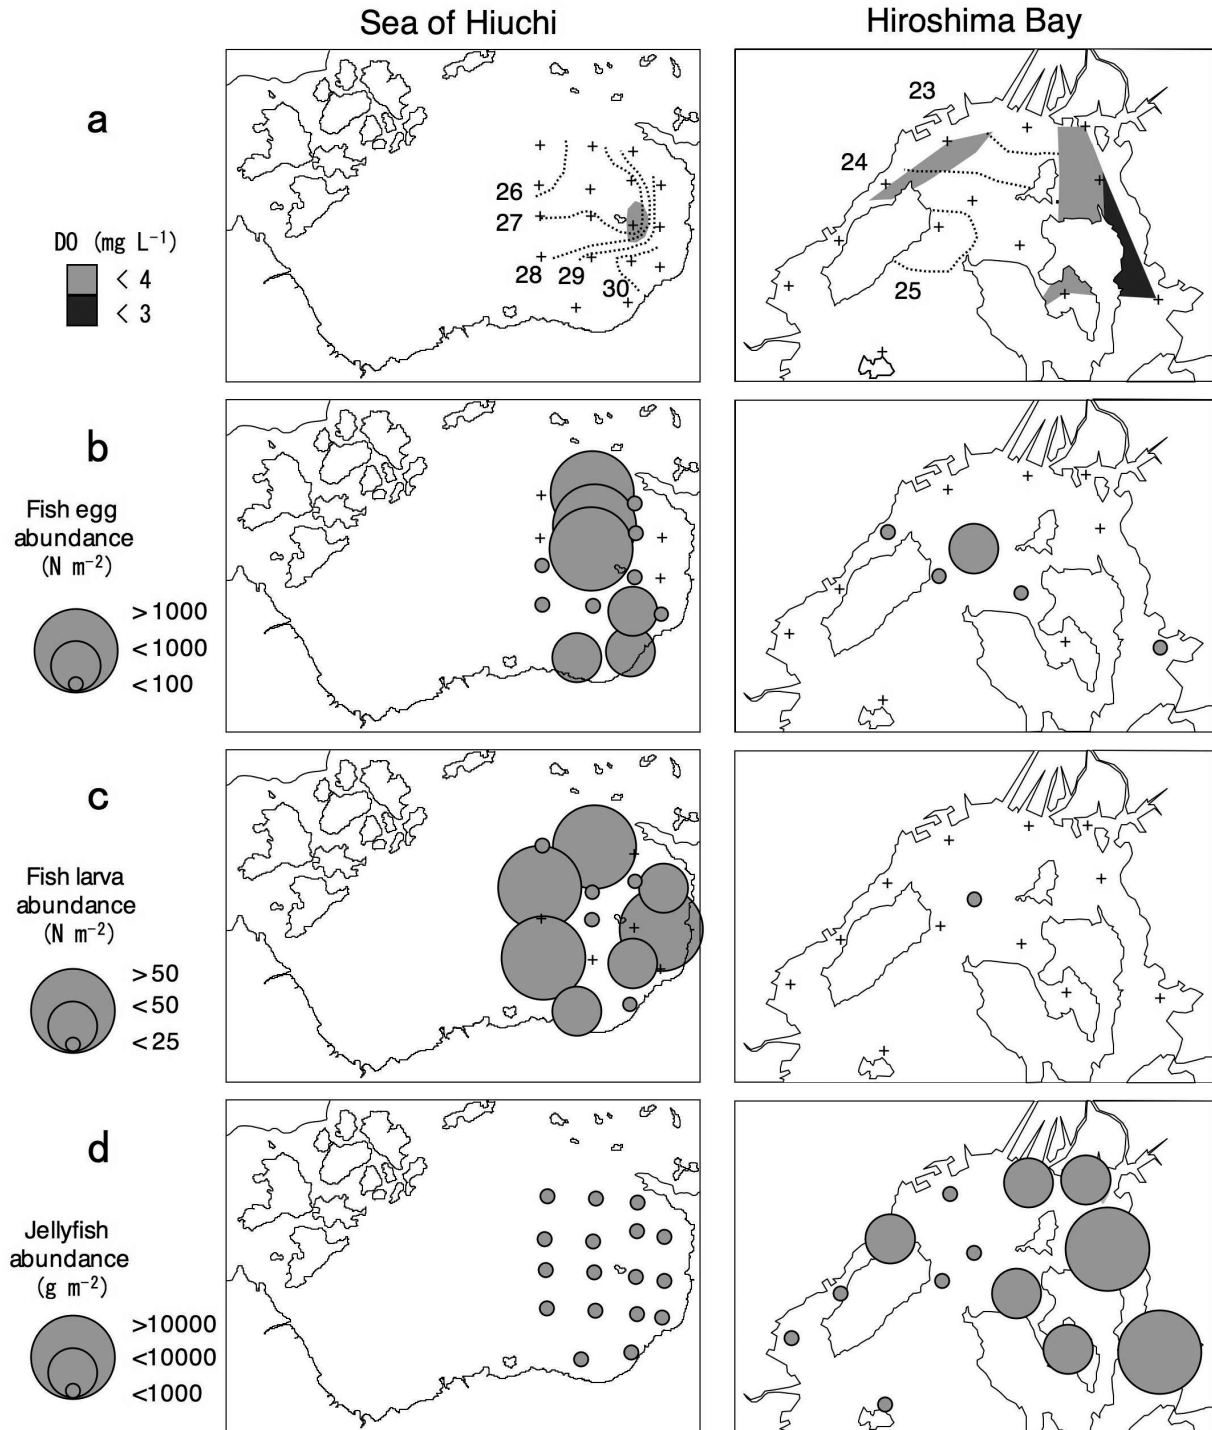 Sea of Hiuchi
Hiroshima Bay
a
DO (mg L⁻¹)
< 4
< 3
26
27
28
29
30
23
24
25
b
Fish egg
abundance
(N m⁻²)
>1000
<1000
<100
c
Fish larva
abundance
(N m⁻²)
>50
<50
<25
d
Jellyfish
abundance
(g m⁻²)
>10000
<10000
<1000